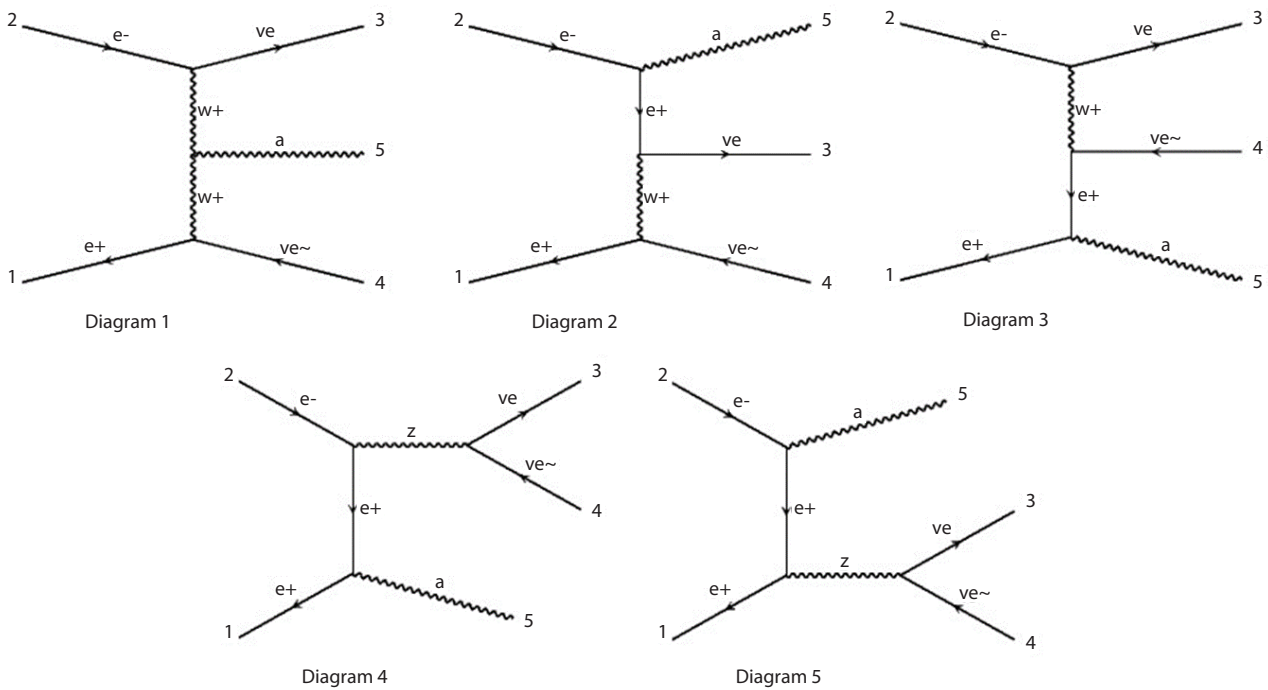 2 e- ve 3
w+
a 5
w+
1 e+ ve~ 4
Diagram 1
2 e- a 5
e+
ve 3
w+
1 e+ ve~ 4
Diagram 2
2 e- ve 3
w+
ve~ 4
e+
1 e+ a 5
Diagram 3
2 e- z ve 3
ve~ 4
e+
1 e+ a 5
Diagram 4
2 e- a 5
e+
ve 3
1 e+ z ve~ 4
Diagram 5